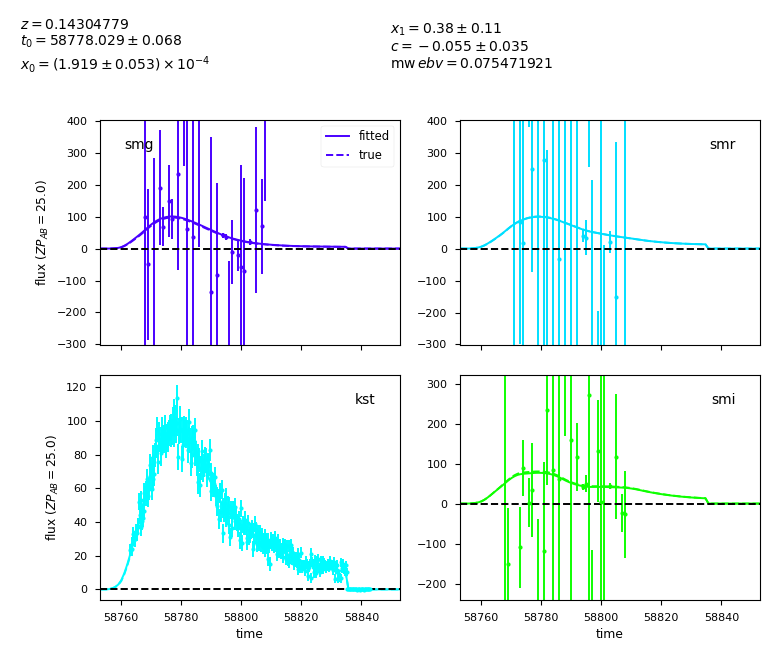 z = 0.14304779
t₀ = 58778.029 ± 0.068
x₀ = (1.919 ± 0.053) × 10⁻⁴
x₁ = 0.38 ± 0.11
c = −0.055 ± 0.035
mw ebv = 0.075471921
400
300
200
100
0
−100
−200
−300
flux (ZP_AB = 25.0)
smg
fitted
true
400
300
200
100
0
−100
−200
−300
smr
120
100
80
60
40
20
0
flux (ZP_AB = 25.0)
kst
58760 58780 58800 58820 58840
time
300
200
100
0
−100
−200
smi
58760 58780 58800 58820 58840
time